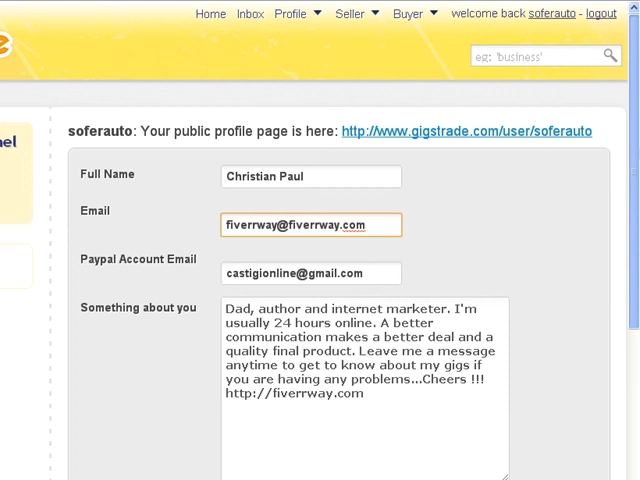 Home Inbox Profile Seller Buyer welcome back soferauto - logout
eg: 'business'
soferauto: Your public profile page is here: http://www.gigstrade.com/user/soferauto
Full Name
Christian Paul
Email
fiverrway@fiverrway.com
Paypal Account Email
castigionline@gmail.com
Something about you
Dad, author and internet marketer. I'm
usually 24 hours online. A better
communication makes a better deal and a
quality final product. Leave me a message
anytime to get to know about my gigs if
you are having any problems...Cheers !!!
http://fiverrway.com